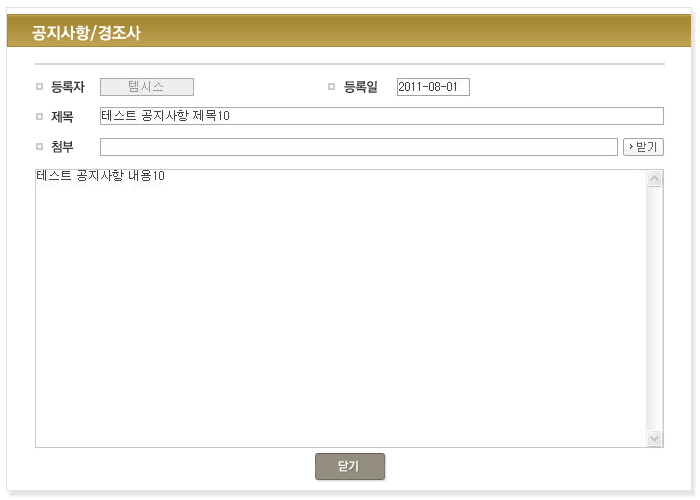 공지사항/경조사
등록자 템시스 등록일 2011-08-01
제목 테스트 공지사항 제목10
첨부 받기
테스트 공지사항 내용10
닫기